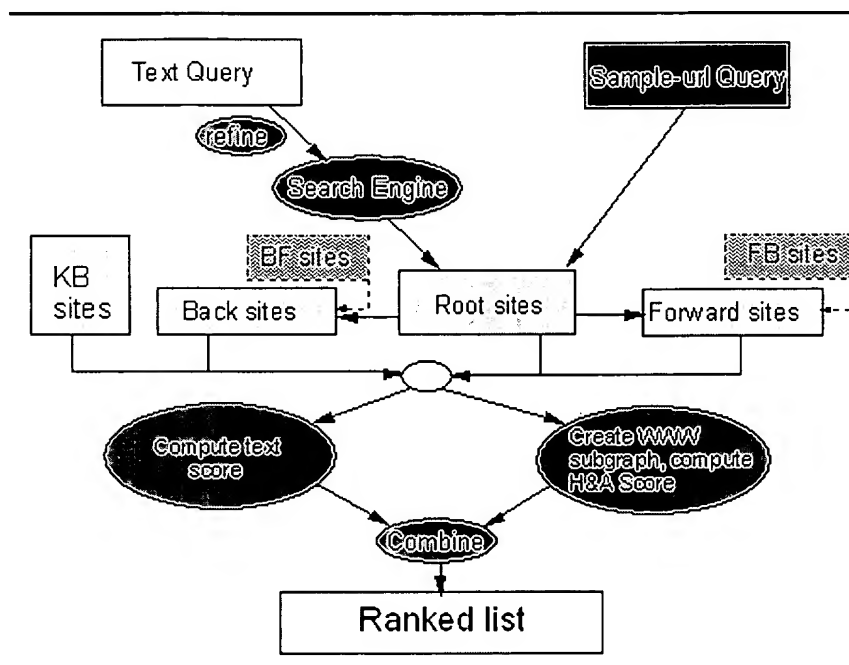 Text Query
Sample-url Query
refine
Search Engine
KB
sites
BF sites
FB sites
Back sites
Root sites
Forward sites
Compute text
score
Create WWW
subgraph, compute
H&A Score
Combine
Ranked list